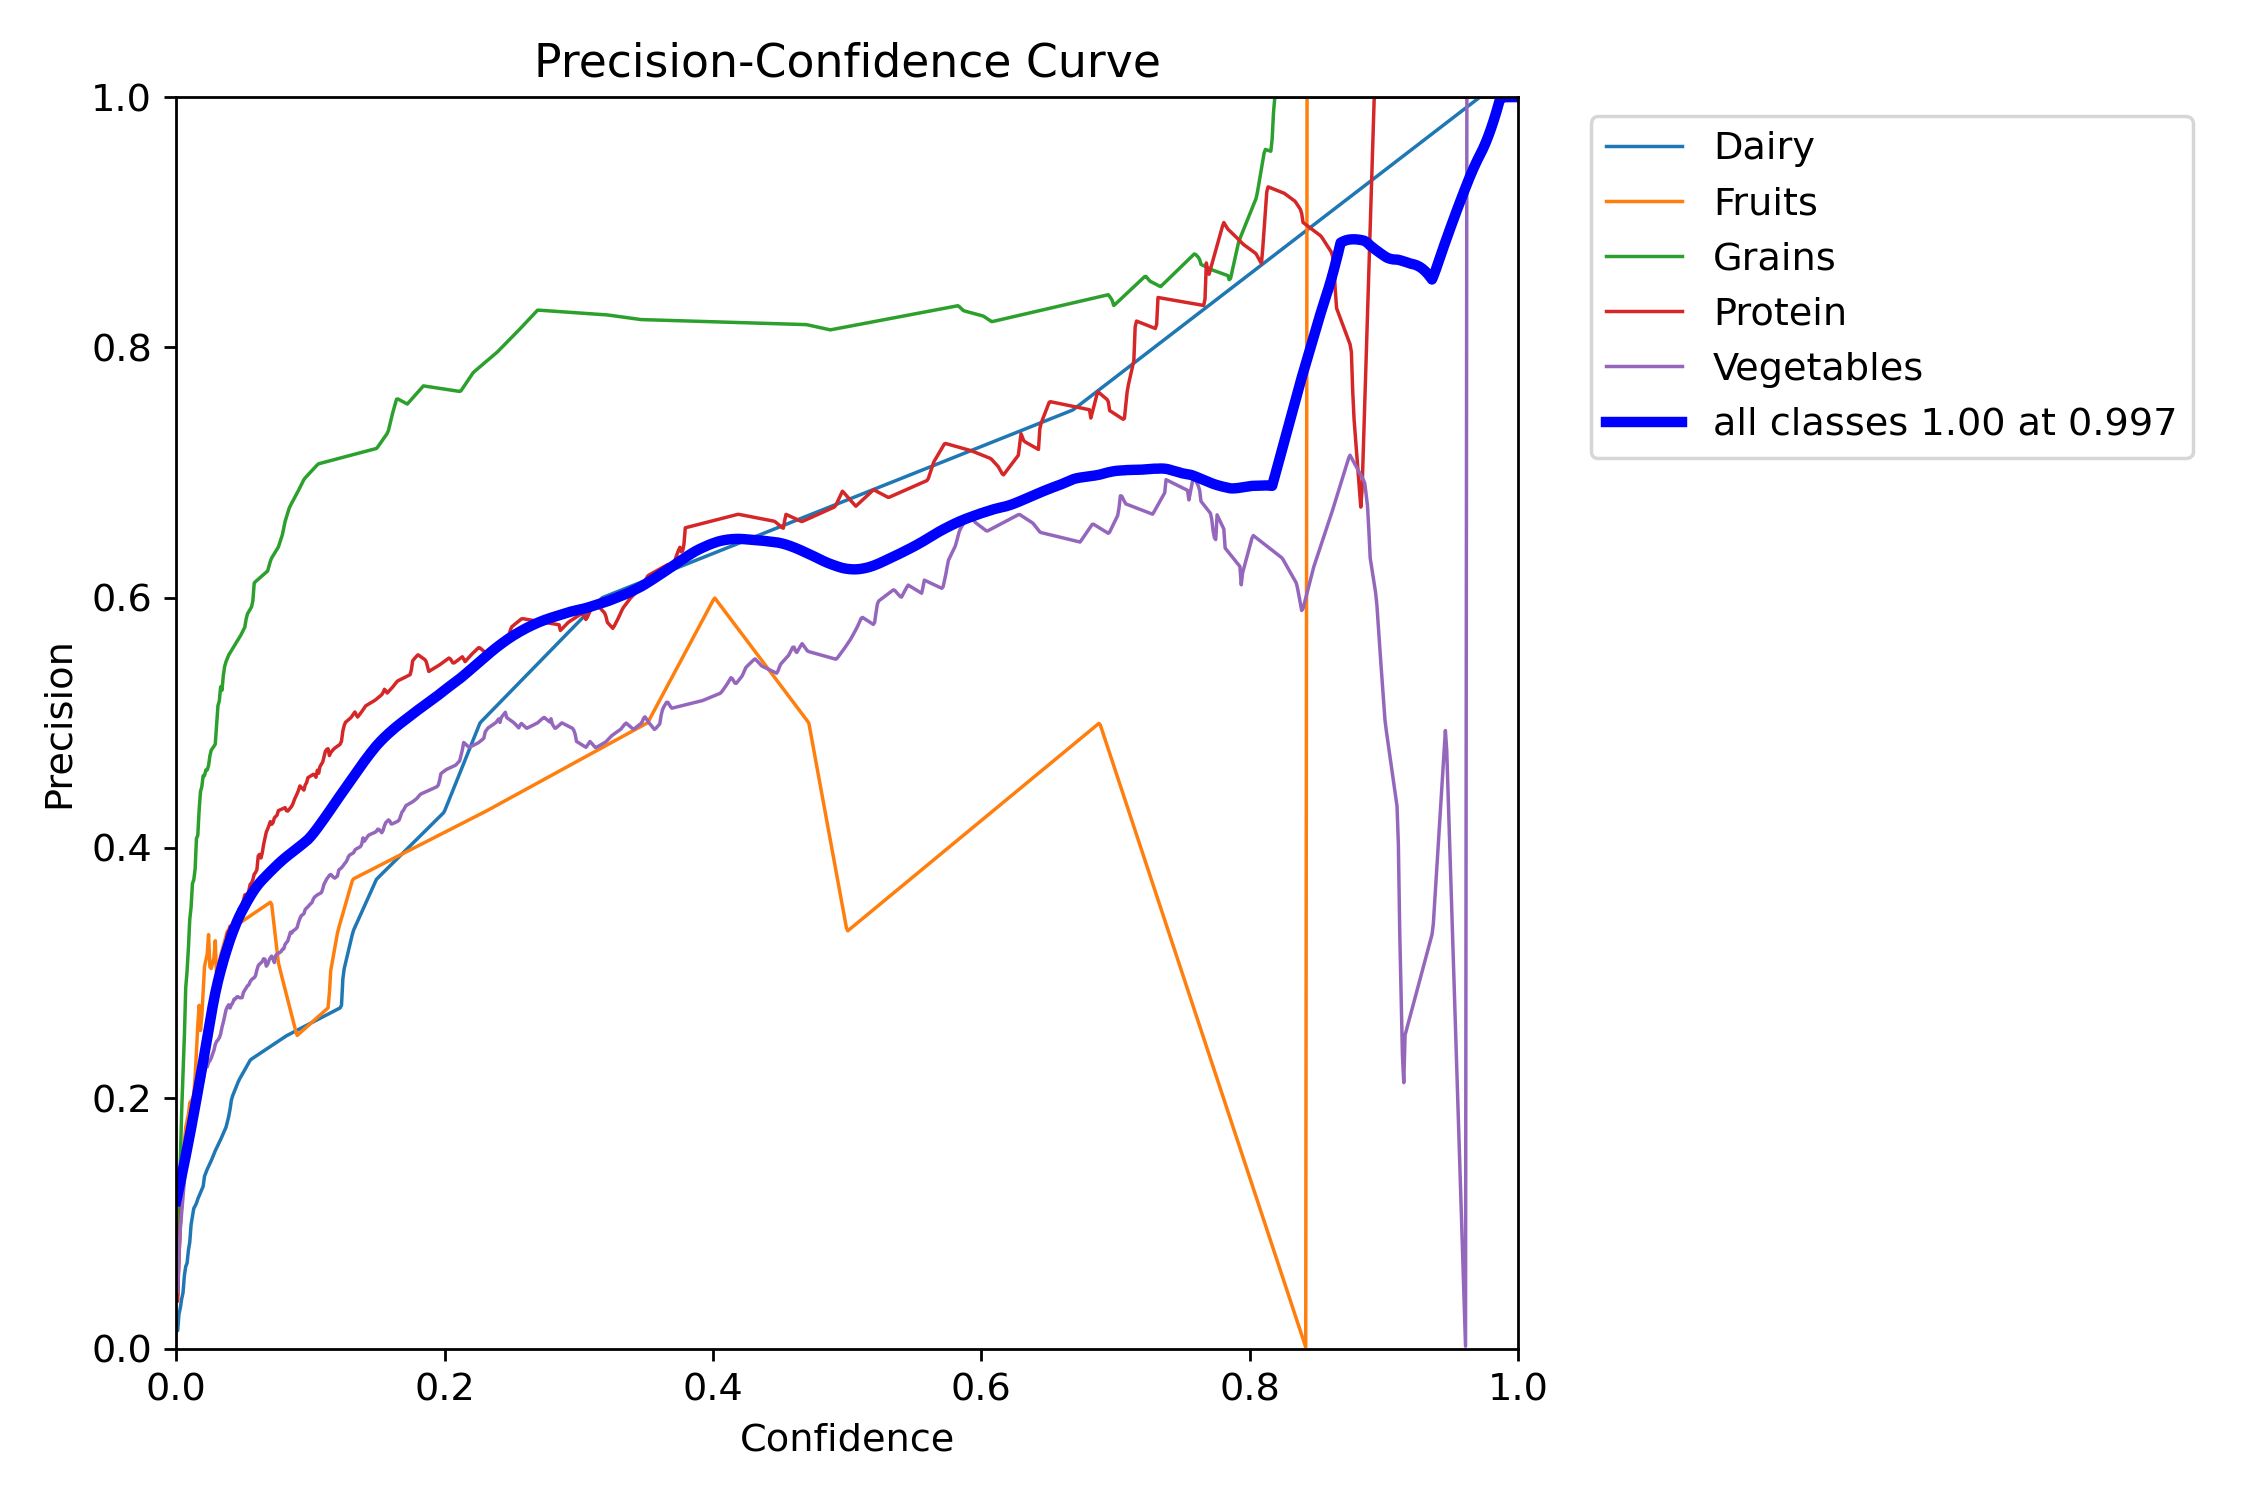 Precision-Confidence Curve
1.0
0.8
0.6
0.4
0.2
0.0
Precision
0.0 0.2 0.4 0.6 0.8 1.0
Confidence
Dairy
Fruits
Grains
Protein
Vegetables
all classes 1.00 at 0.997